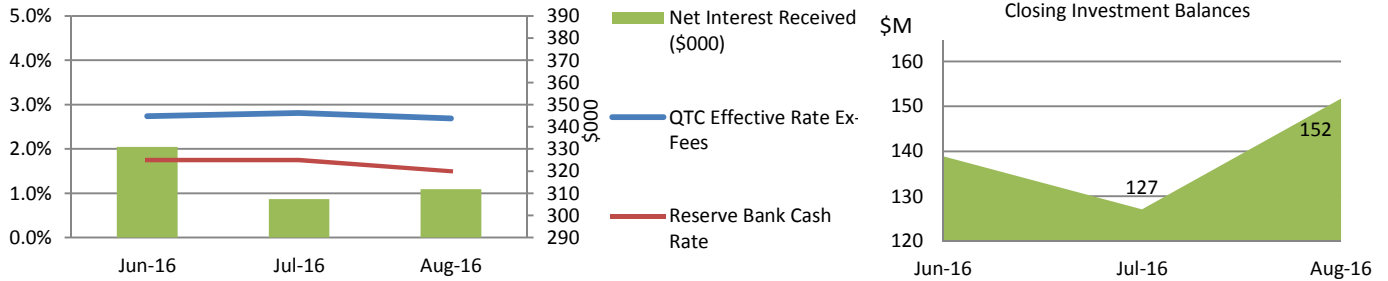 5.0%
4.0%
3.0%
2.0%
1.0%
0.0%
Jun-16
Jul-16
Aug-16
390
380
370
360
350
340
330
320
310
300
290
$000
Net Interest Received
($000)
QTC Effective Rate Ex-
Fees
Reserve Bank Cash
Rate
Closing Investment Balances
$M
160
150
140
130
120
127
152
Jun-16
Jul-16
Aug-16